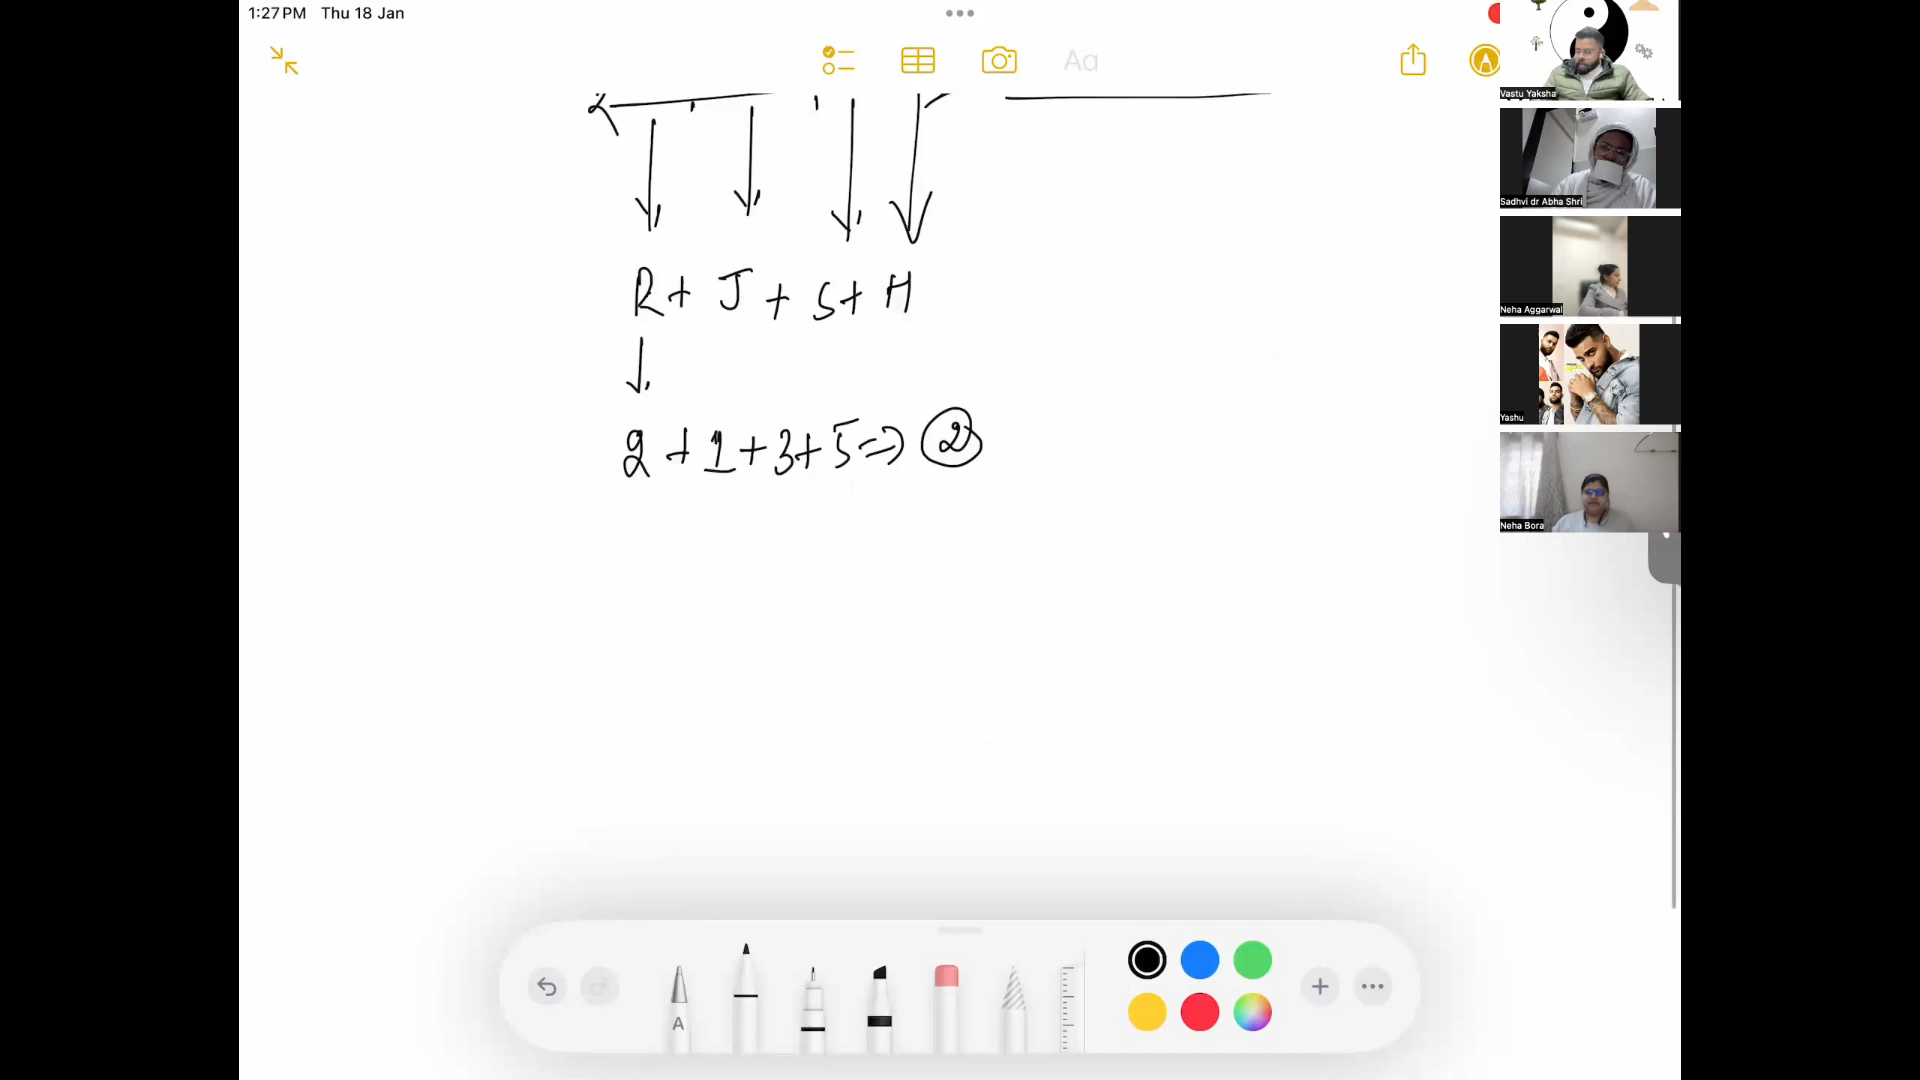 1:27 PM Thu 18 Jan
Aa
R + J + S + H
2 + 1 + 3 + 5 => 2
A
Vastu Yaksha
Sadhvi dr Abha Shri
Neha Aggarwal
Yashu
Neha Bora